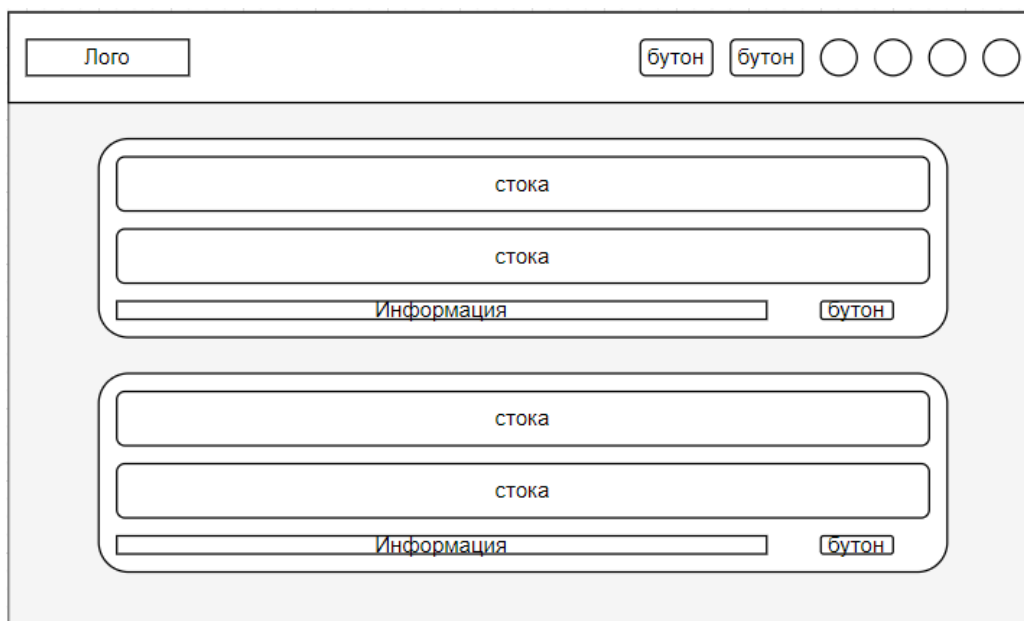 Лого
бутон бутон
стока
стока
Информация бутон
стока
стока
Информация бутон